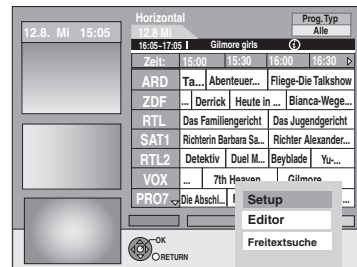 12.8. Mi 15:05
Horizontal
12.8 Mi
Prog.Typ
Alle
16:05-17:05 Gilmore girls
Zeit: 15:00 15:30 16:00 16:30
ARD Ta... Abenteuer... Fliege-Die Talkshow
ZDF ... Derrick Heute in ... Bianca-Wege...
RTL Das Familiengericht Das Jugendgericht
SAT1 Richterin Barbara Sa... Richter Alexander...
RTL2 Detektiv Duel M... Beyblade Yu-...
VOX ... 7th Heaven Gilmore
PRO7 Die Abschl...
Setup
Editor
Freitextsuche
OK
RETURN